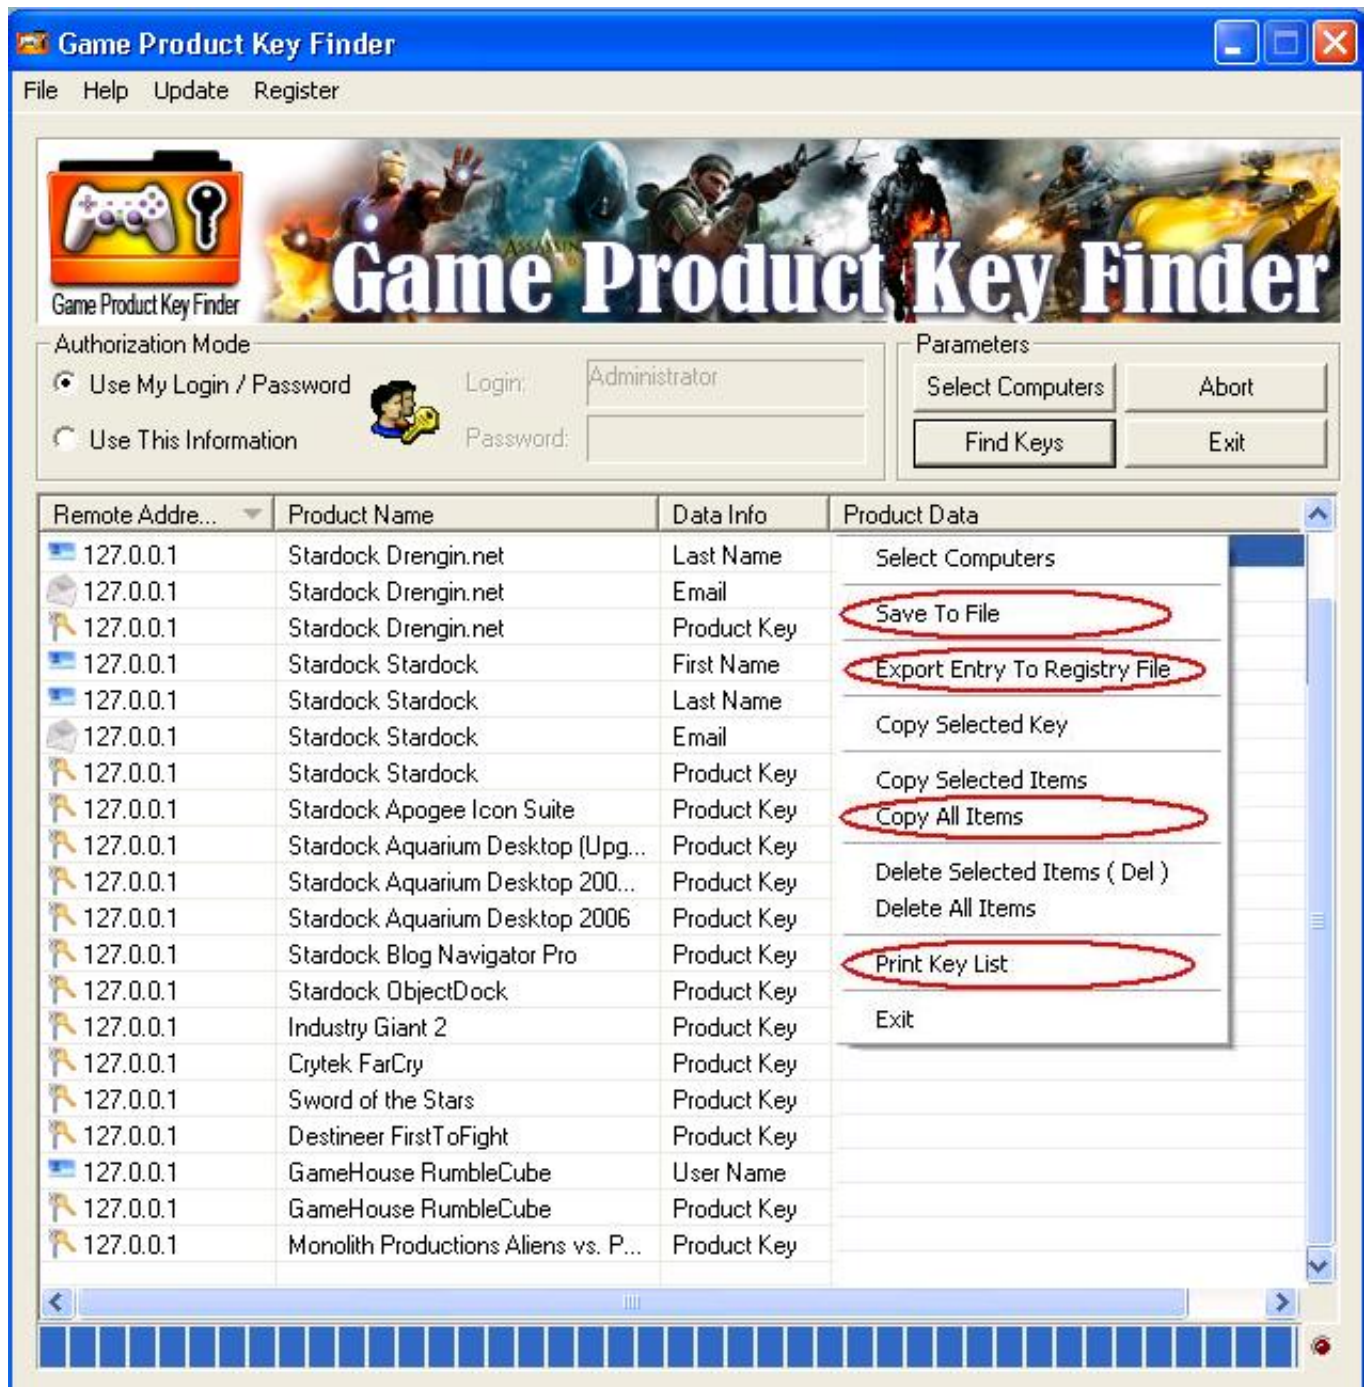 Game Product Key Finder
File Help Update Register
Game Product Key Finder
ASSASSIN
Game Product Key Finder
Authorization Mode
Use My Login / Password
Login:
Administrator
Use This Information
Password:
Parameters
Select Computers Abort
Find Keys Exit
Remote Addre... Product Name Data Info Product Data
127.0.0.1 Stardock Drengin.net Last Name
127.0.0.1 Stardock Drengin.net Email
127.0.0.1 Stardock Drengin.net Product Key
127.0.0.1 Stardock Stardock First Name
127.0.0.1 Stardock Stardock Last Name
127.0.0.1 Stardock Stardock Email
127.0.0.1 Stardock Stardock Product Key
127.0.0.1 Stardock Apogee Icon Suite Product Key
127.0.0.1 Stardock Aquarium Desktop (Upg... Product Key
127.0.0.1 Stardock Aquarium Desktop 200... Product Key
127.0.0.1 Stardock Aquarium Desktop 2006 Product Key
127.0.0.1 Stardock Blog Navigator Pro Product Key
127.0.0.1 Stardock ObjectDock Product Key
127.0.0.1 Industry Giant 2 Product Key
127.0.0.1 Crytek FarCry Product Key
127.0.0.1 Sword of the Stars Product Key
127.0.0.1 Destineer FirstToFight Product Key
127.0.0.1 GameHouse RumbleCube User Name
127.0.0.1 GameHouse RumbleCube Product Key
127.0.0.1 Monolith Productions Aliens vs. P... Product Key
Select Computers
Save To File
Export Entry To Registry File
Copy Selected Key
Copy Selected Items
Copy All Items
Delete Selected Items ( Del )
Delete All Items
Print Key List
Exit